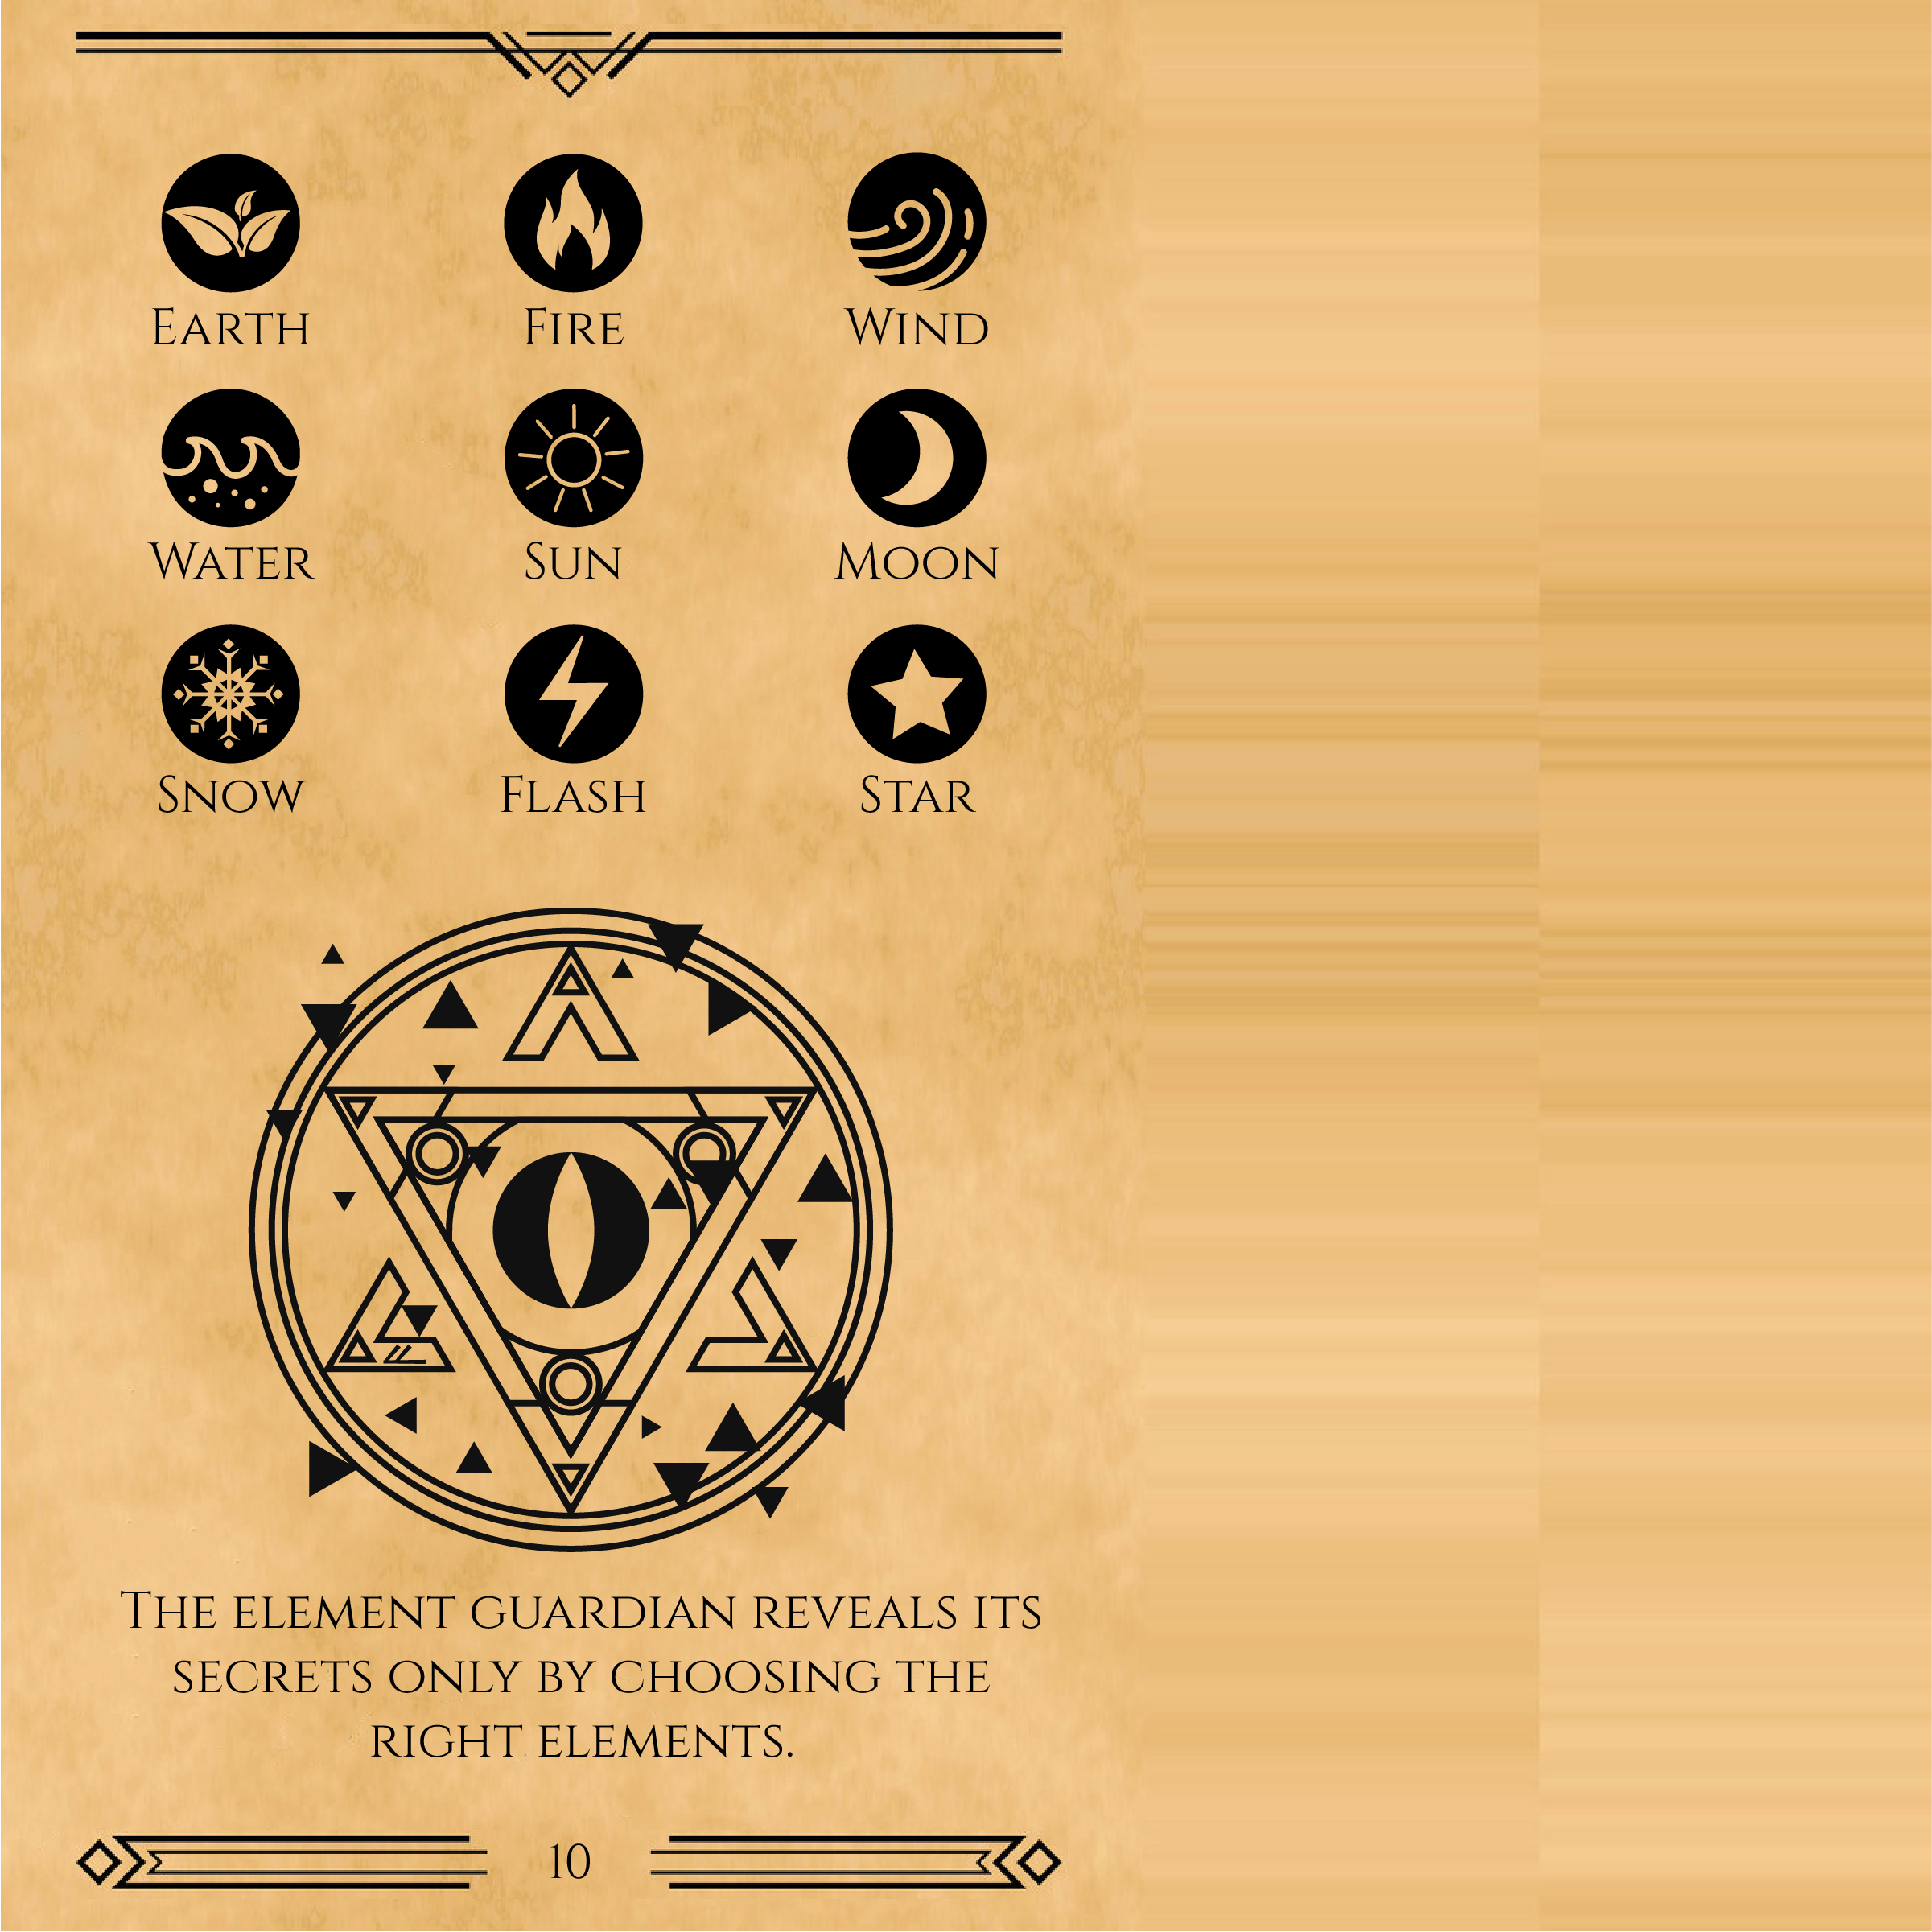 Earth Fire Wind
Water Sun Moon
Snow Flash Star
The element guardian reveals its
secrets only by choosing the
right elements.
10